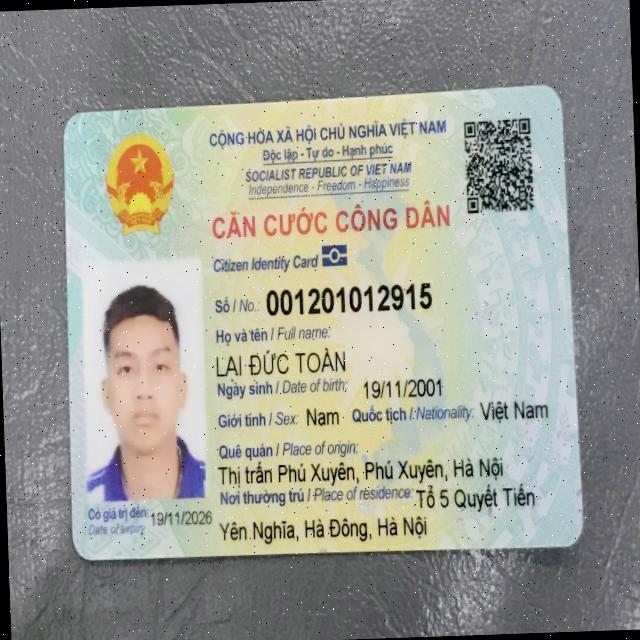 CỘNG HÒA XÃ HỘI CHỦ NGHĨA VIỆT NAM
Độc lập - Tự do - Hạnh phúc
SOCIALIST REPUBLIC OF VIET NAM
Independence - Freedom - Happiness
CĂN CƯỚC CÔNG DÂN
Citizen Identity Card
Số / No.: 001201012915
Họ và tên / Full name:
LẠI ĐỨC TOÀN
Ngày sinh / Date of birth: 19/11/2001
Giới tính / Sex: Nam Quốc tịch / Nationality: Việt Nam
Quê quán / Place of origin:
Thị trấn Phú Xuyên, Phú Xuyên, Hà Nội
Nơi thường trú / Place of residence: Tổ 5 Quyết Tiến
Yên Nghĩa, Hà Đông, Hà Nội
Có giá trị đến: 19/11/2026
Date of expiry